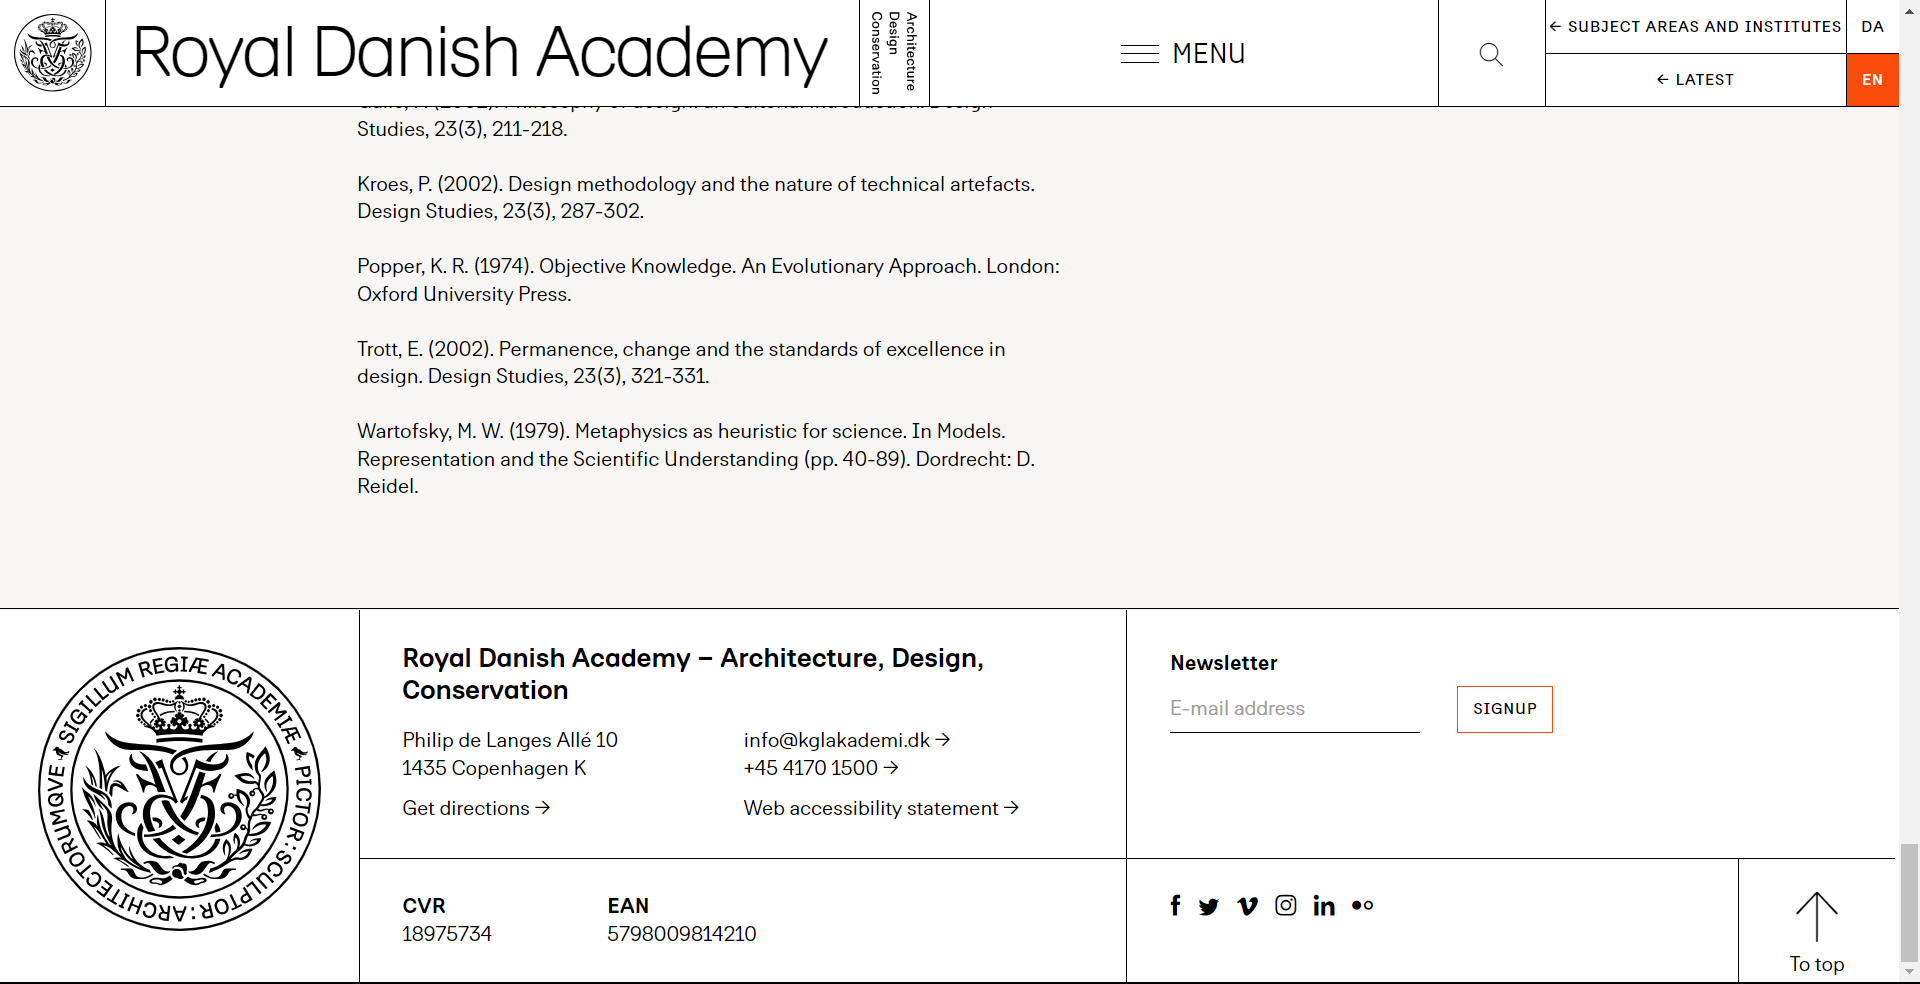 Royal Danish Academy
Architecture
Design
Conservation
MENU
← SUBJECT AREAS AND INSTITUTES
DA
← LATEST
EN
Studies, 23(3), 211-218.
Kroes, P. (2002). Design methodology and the nature of technical artefacts.
Design Studies, 23(3), 287-302.
Popper, K. R. (1974). Objective Knowledge. An Evolutionary Approach. London:
Oxford University Press.
Trott, E. (2002). Permanence, change and the standards of excellence in
design. Design Studies, 23(3), 321-331.
Wartofsky, M. W. (1979). Metaphysics as heuristic for science. In Models.
Representation and the Scientific Understanding (pp. 40-89). Dordrecht: D.
Reidel.
SIGILLUM REGIÆ ACADEMIÆ PICTOR: SCULPTOR: ARCHITECTORUMQVE
Royal Danish Academy – Architecture, Design,
Conservation
Philip de Langes Allé 10
1435 Copenhagen K
Get directions →
info@kglakademi.dk →
+45 4170 1500 →
Web accessibility statement →
Newsletter
E-mail address
SIGNUP
CVR
18975734
EAN
5798009814210
To top